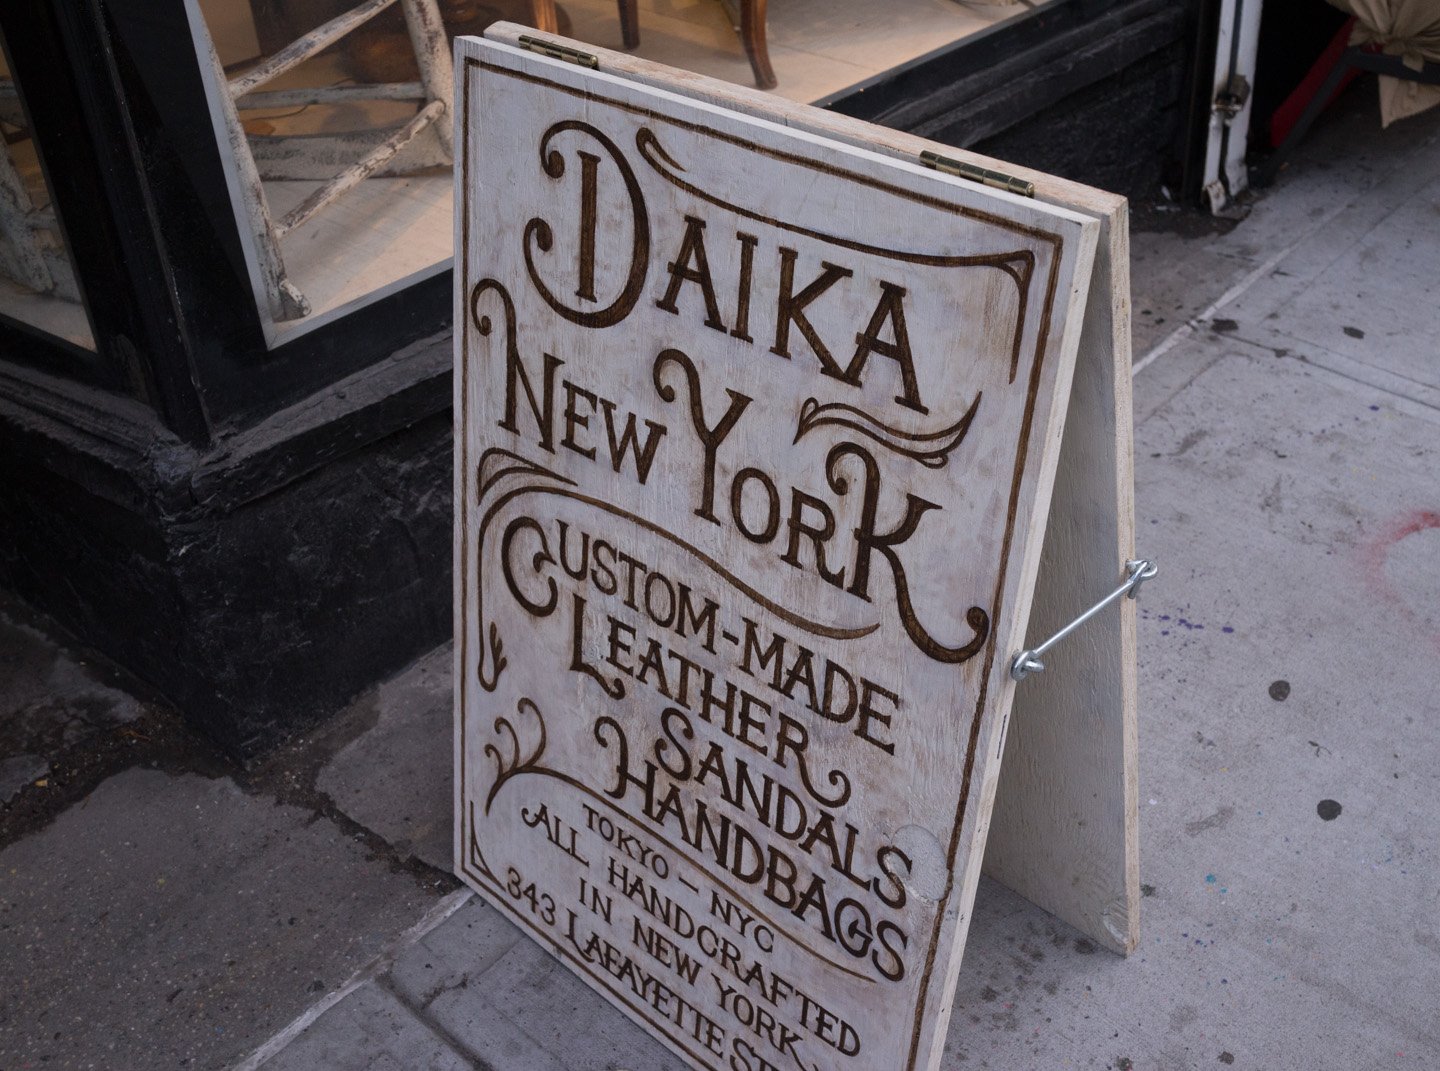 DAIKA
NEW YORK
CUSTOM-MADE
LEATHER
SANDALS
HANDBAGS
TOKYO - NYC
ALL HANDCRAFTED
IN NEW YORK
343 LAFAYETTE ST